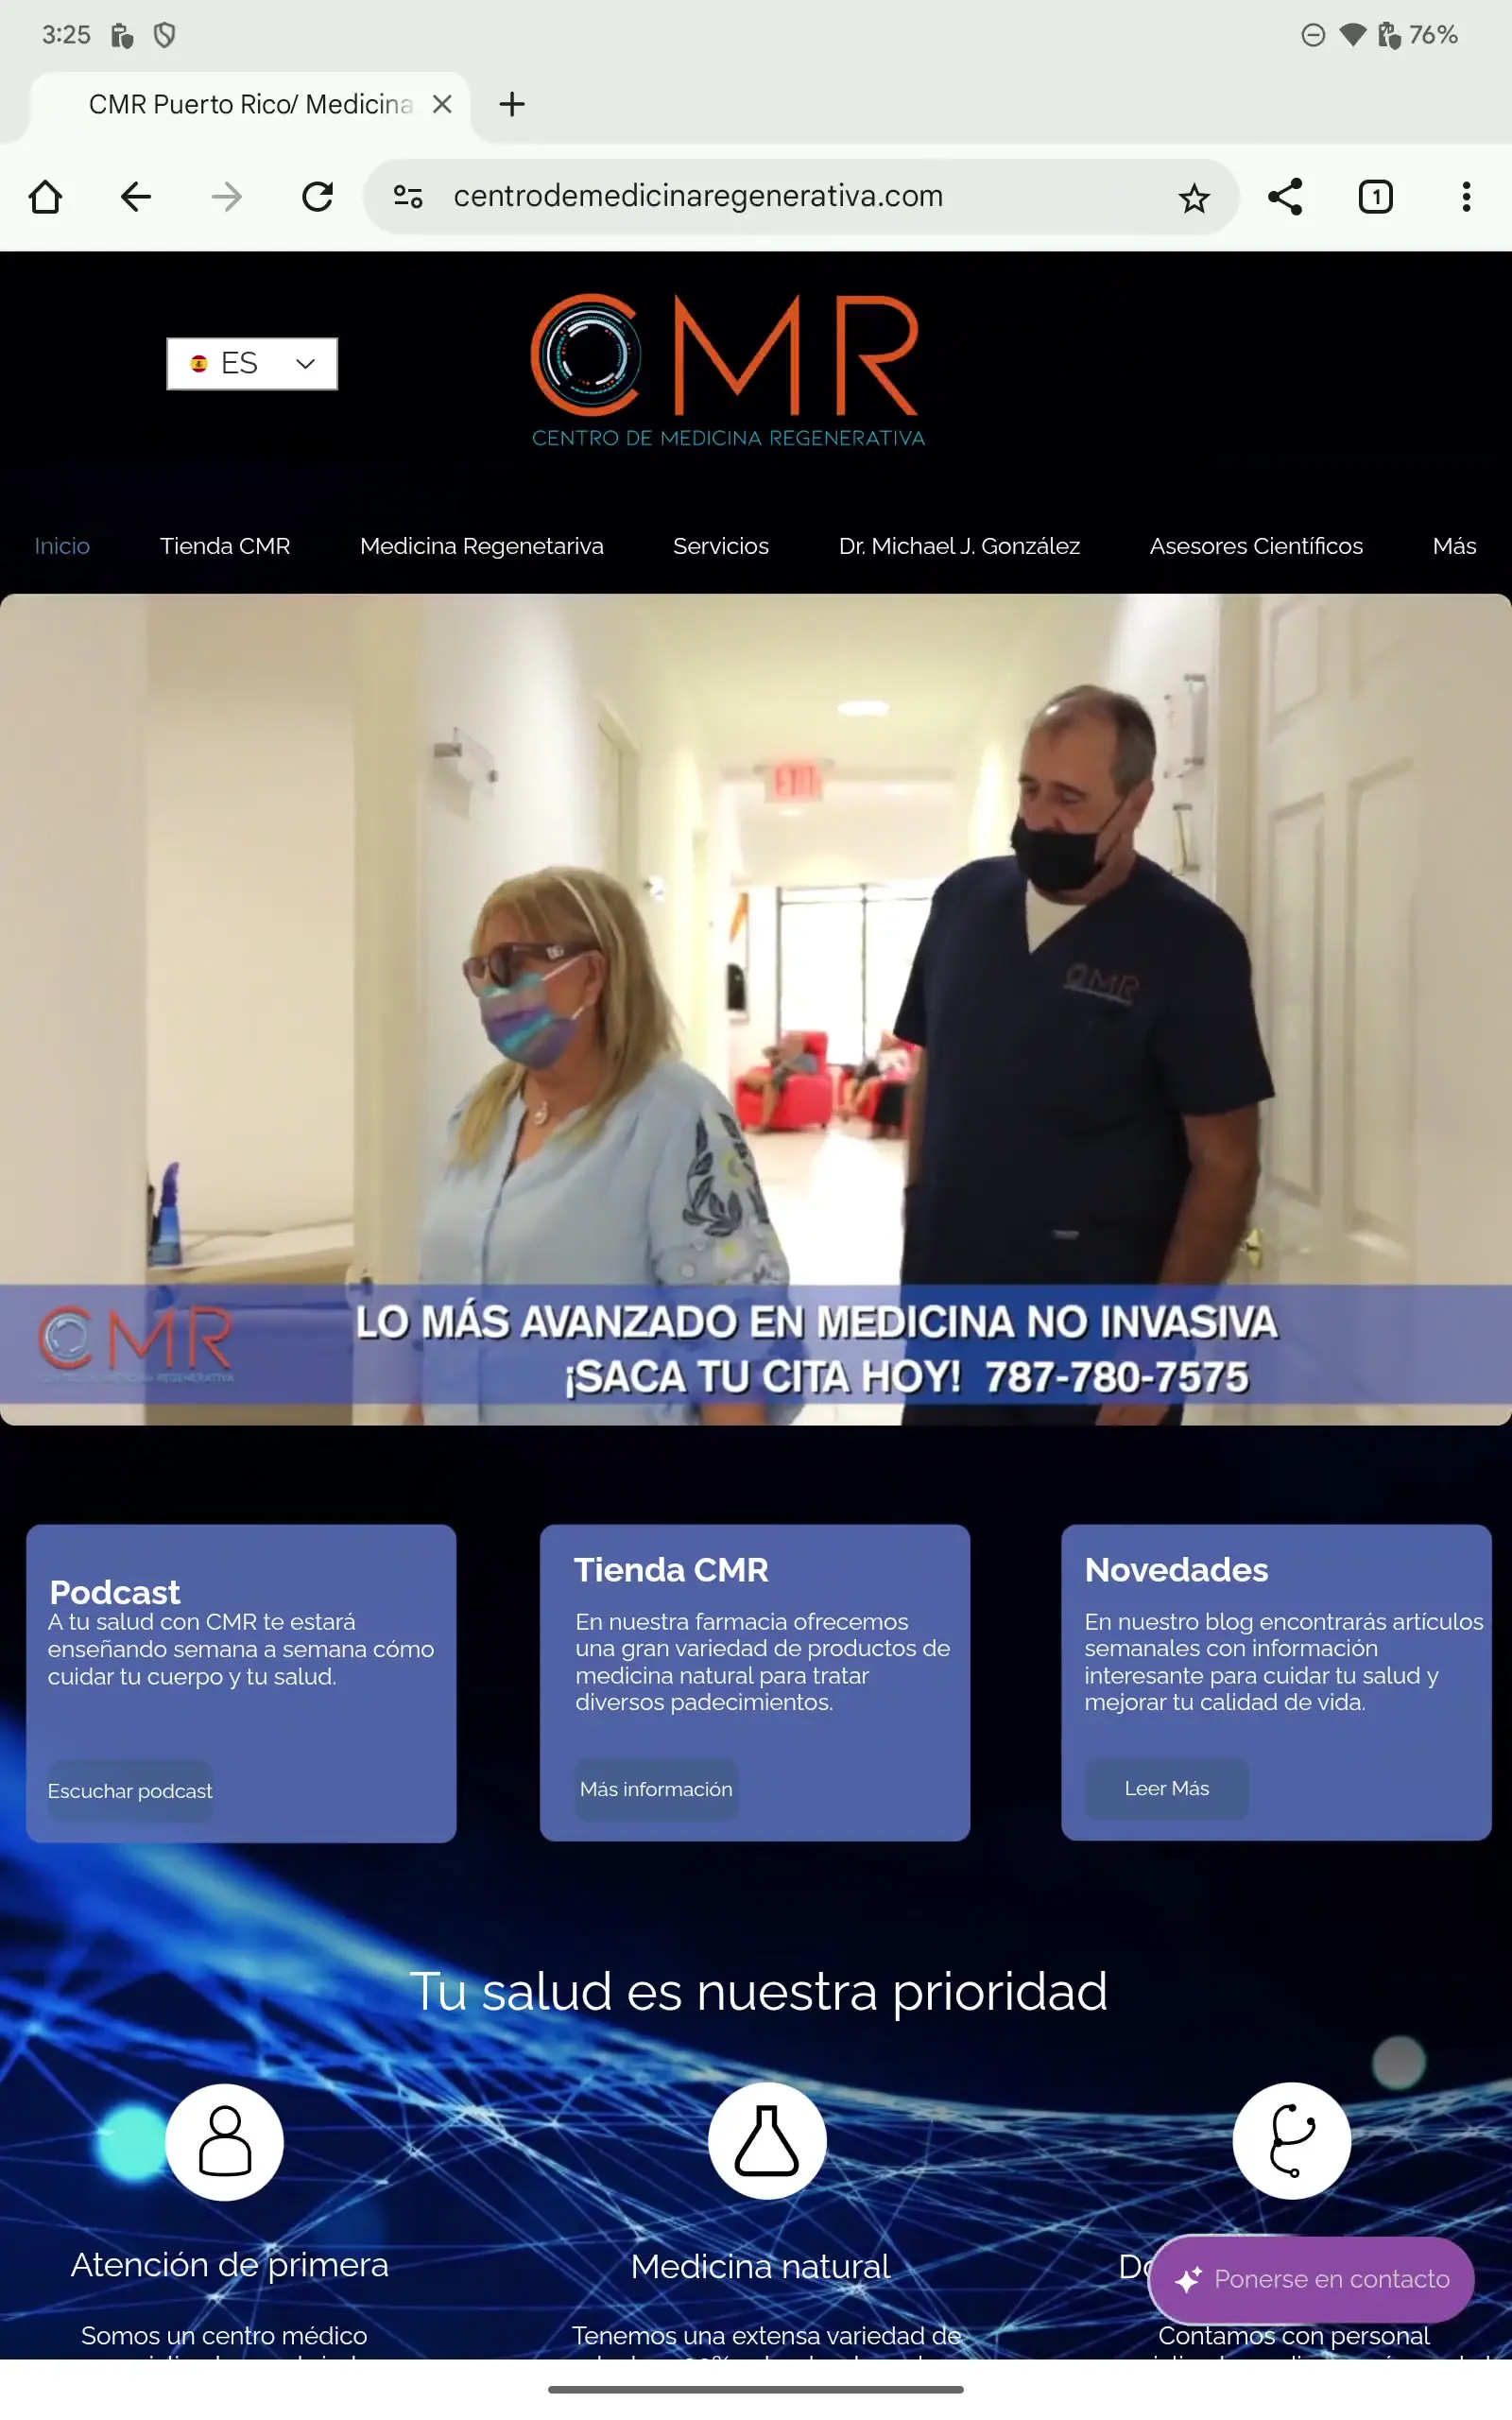 3:25
76%
CMR Puerto Rico/ Medicina
centrodemedicinaregenerativa.com
1
ES
CMR
CENTRO DE MEDICINA REGENERATIVA
Inicio Tienda CMR Medicina Regenetariva Servicios Dr. Michael J. González Asesores Científicos Más
EXIT
CMR
CMR
LO MÁS AVANZADO EN MEDICINA NO INVASIVA
¡SACA TU CITA HOY! 787-780-7575
Podcast
A tu salud con CMR te estará
enseñando semana a semana cómo
cuidar tu cuerpo y tu salud.
Escuchar podcast
Tienda CMR
En nuestra farmacia ofrecemos
una gran variedad de productos de
medicina natural para tratar
diversos padecimientos.
Más información
Novedades
En nuestro blog encontrarás artículos
semanales con información
interesante para cuidar tu salud y
mejorar tu calidad de vida.
Leer Más
Tu salud es nuestra prioridad
Atención de primera
Somos un centro médico
Medicina natural
Tenemos una extensa variedad de
Ponerse en contacto
Contamos con personal